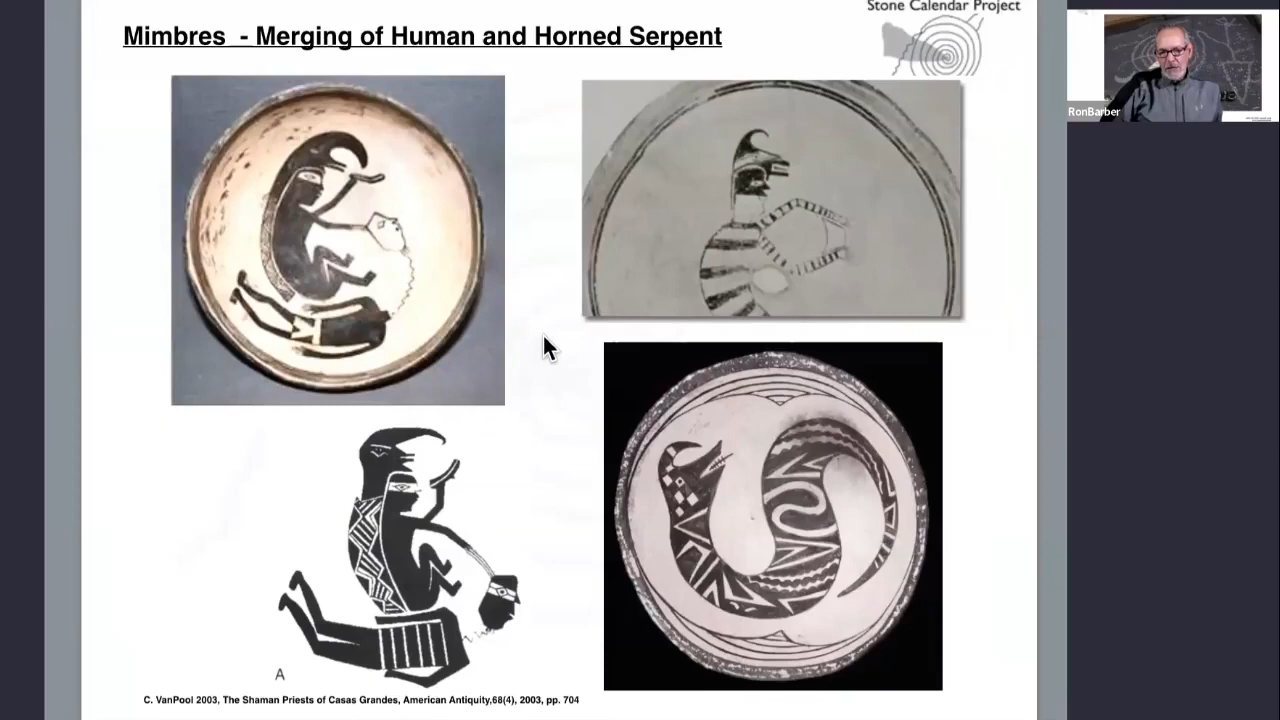 Stone Calendar Project
Mimbres - Merging of Human and Horned Serpent
RonBarber
A
C. VanPool 2003, The Shaman Priests of Casas Grandes, American Antiquity,68(4), 2003, pp. 704